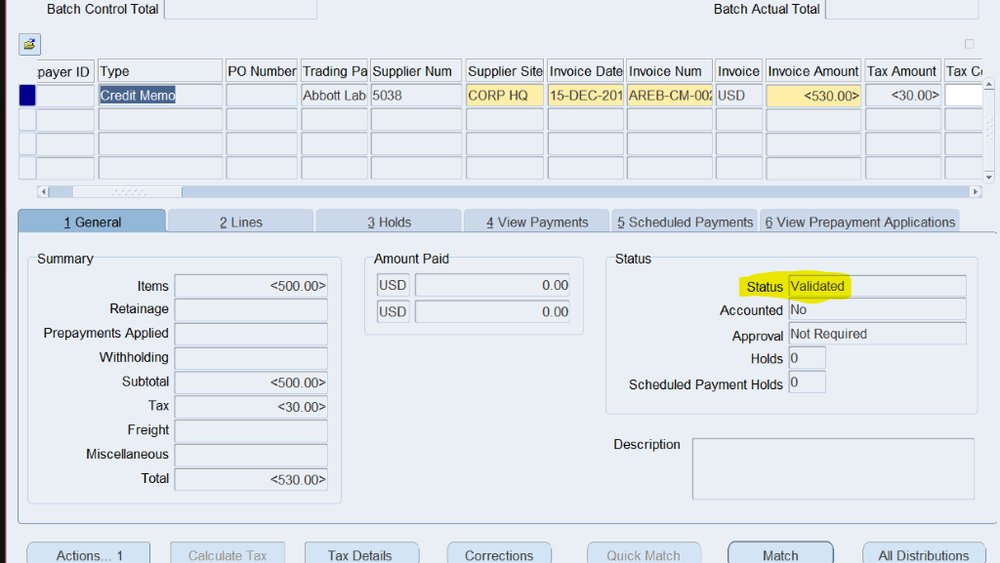 Batch Control Total Batch Actual Total
payer ID Type PO Number Trading Pa Supplier Num Supplier Site Invoice Date Invoice Num Invoice Invoice Amount Tax Amount Tax C
Credit Memo Abbott Lab 5038 CORP HQ 15-DEC-201 AREB-CM-002 USD <530.00> <30.00>
1 General 2 Lines 3 Holds 4 View Payments 5 Scheduled Payments 6 View Prepayment Applications
Summary Amount Paid Status
Items <500.00> USD 0.00 Status Validated
Retainage USD 0.00 Accounted No
Prepayments Applied Approval Not Required
Withholding Holds 0
Subtotal <500.00> Scheduled Payment Holds 0
Tax <30.00>
Freight
Miscellaneous Description
Total <530.00>
Actions... 1 Calculate Tax Tax Details Corrections Quick Match Match All Distributions